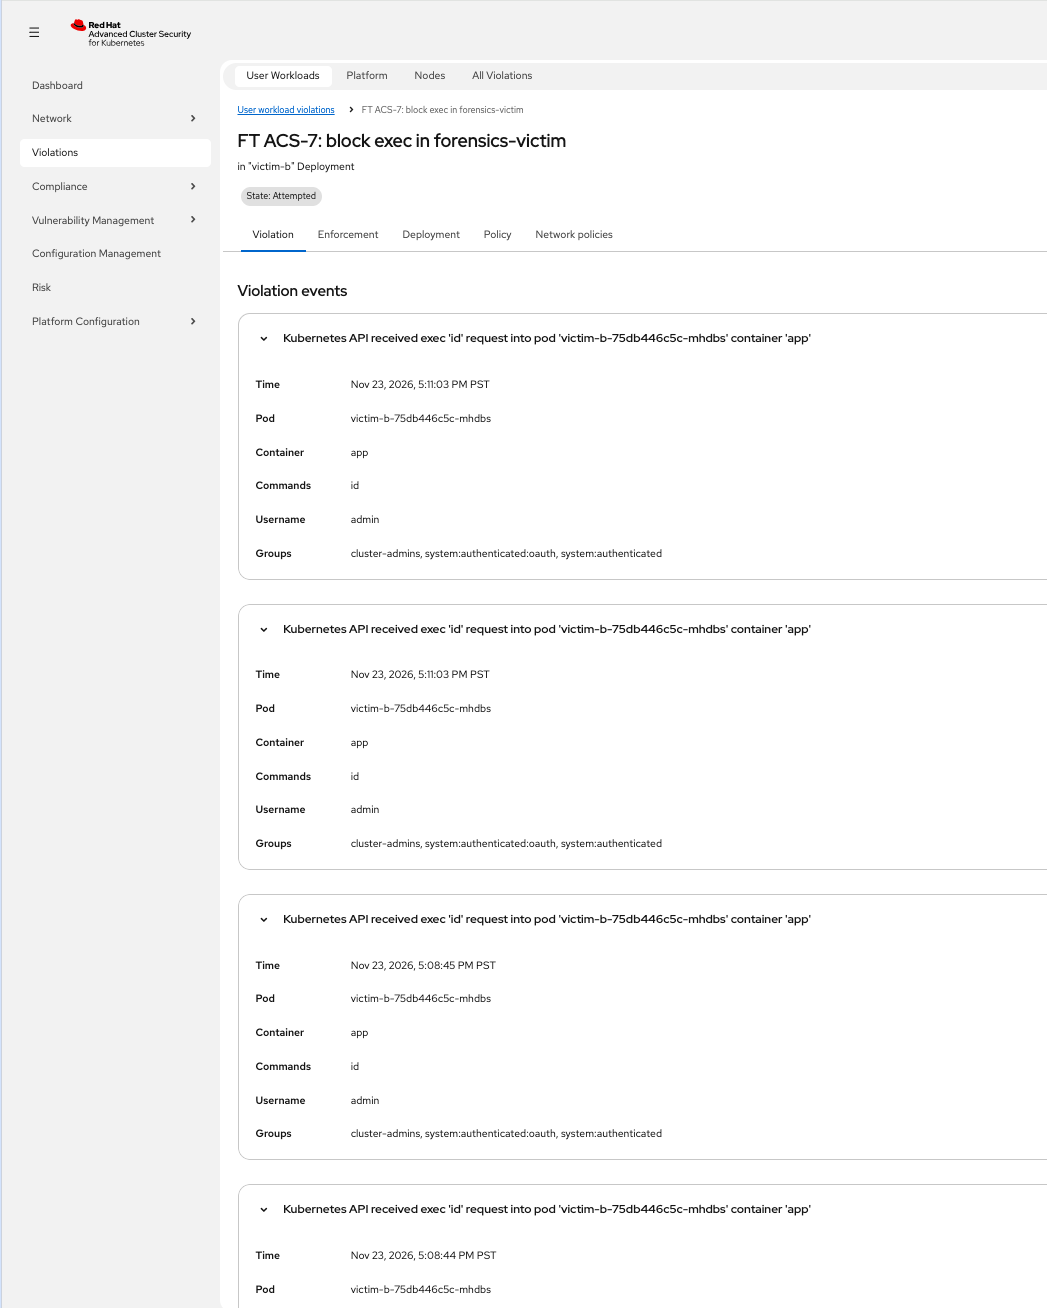 Red Hat
Advanced Cluster Security
for Kubernetes
Dashboard
Network
Violations
Compliance
Vulnerability Management
Configuration Management
Risk
Platform Configuration
User Workloads Platform Nodes All Violations
User workload violations FT ACS-7: block exec in forensics-victim
FT ACS-7: block exec in forensics-victim
in "victim-b" Deployment
State: Attempted
Violation Enforcement Deployment Policy Network policies
Violation events
Kubernetes API received exec 'id' request into pod 'victim-b-75db446c5c-mhdbs' container 'app'
Time Nov 23, 2026, 5:11:03 PM PST
Pod victim-b-75db446c5c-mhdbs
Container app
Commands id
Username admin
Groups cluster-admins, system:authenticated:oauth, system:authenticated
Kubernetes API received exec 'id' request into pod 'victim-b-75db446c5c-mhdbs' container 'app'
Time Nov 23, 2026, 5:11:03 PM PST
Pod victim-b-75db446c5c-mhdbs
Container app
Commands id
Username admin
Groups cluster-admins, system:authenticated:oauth, system:authenticated
Kubernetes API received exec 'id' request into pod 'victim-b-75db446c5c-mhdbs' container 'app'
Time Nov 23, 2026, 5:08:45 PM PST
Pod victim-b-75db446c5c-mhdbs
Container app
Commands id
Username admin
Groups cluster-admins, system:authenticated:oauth, system:authenticated
Kubernetes API received exec 'id' request into pod 'victim-b-75db446c5c-mhdbs' container 'app'
Time Nov 23, 2026, 5:08:44 PM PST
Pod victim-b-75db446c5c-mhdbs